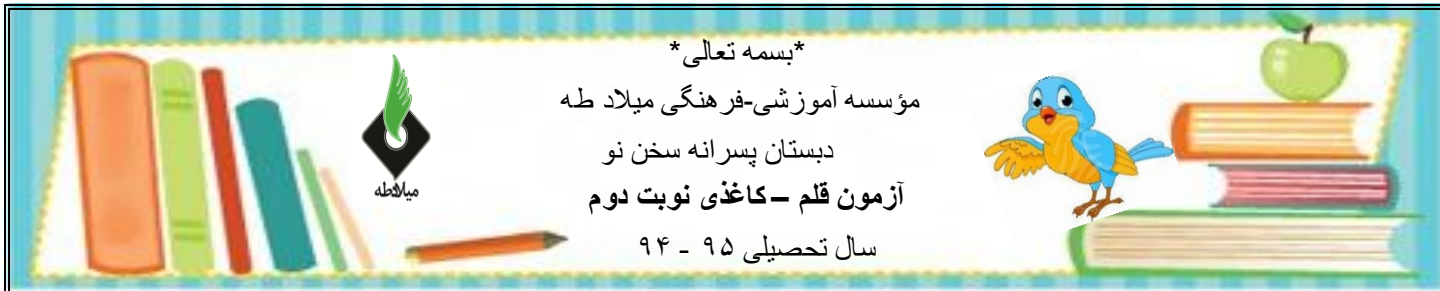 *بسمه تعالی*
مؤسسه آموزشی-فرهنگی میلاد طه
دبستان پسرانه سخن نو
آزمون قلم – کاغذی نوبت دوم
سال تحصیلی ۹۵ - ۹۴
میلادطه